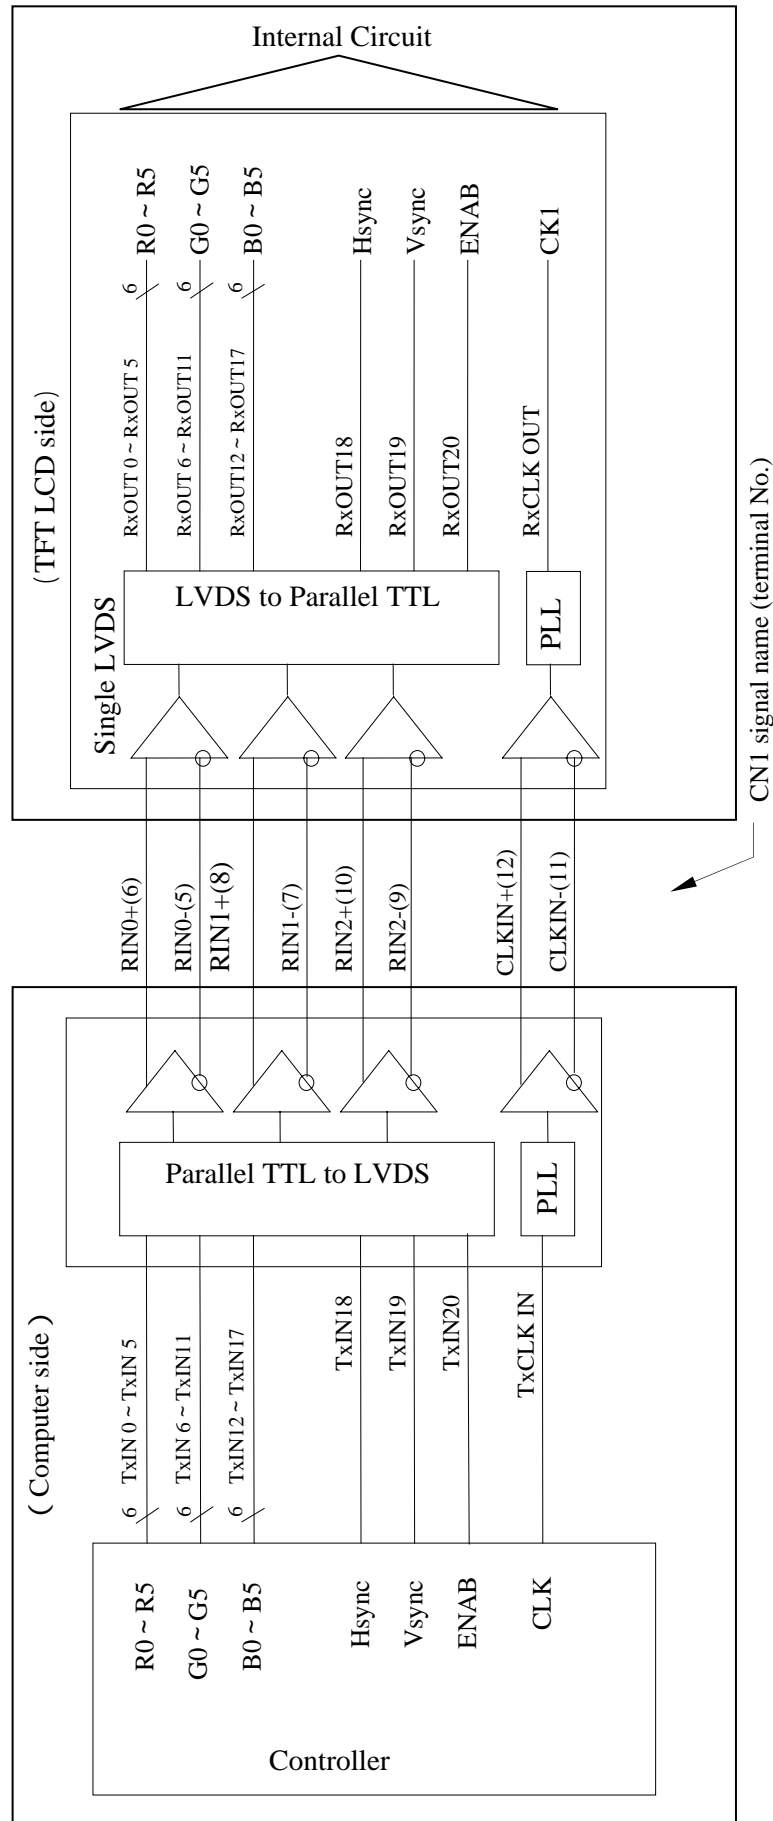 Internal Circuit
R0 ~ R5
G0 ~ G5
B0 ~ B5
Hsync
Vsync
ENAB
CK1
6
6
6
RxOUT 0 ~ RxOUT 5
RxOUT 6 ~ RxOUT11
RxOUT12 ~ RxOUT17
RxOUT18
RxOUT19
RxOUT20
RxCLK OUT
(TFT LCD side)
Single LVDS
LVDS to Parallel TTL
PLL
CN1 signal name (terminal No.)
RIN0+(6)
RIN0-(5)
RIN1+(8)
RIN1-(7)
RIN2+(10)
RIN2-(9)
CLKIN+(12)
CLKIN-(11)
Parallel TTL to LVDS
PLL
( Computer side )
TxIN 0 ~ TxIN 5
TxIN 6 ~ TxIN11
TxIN12 ~ TxIN17
TxIN18
TxIN19
TxIN20
TxCLK IN
6
6
6
R0 ~ R5
G0 ~ G5
B0 ~ B5
Hsync
Vsync
ENAB
CLK
Controller